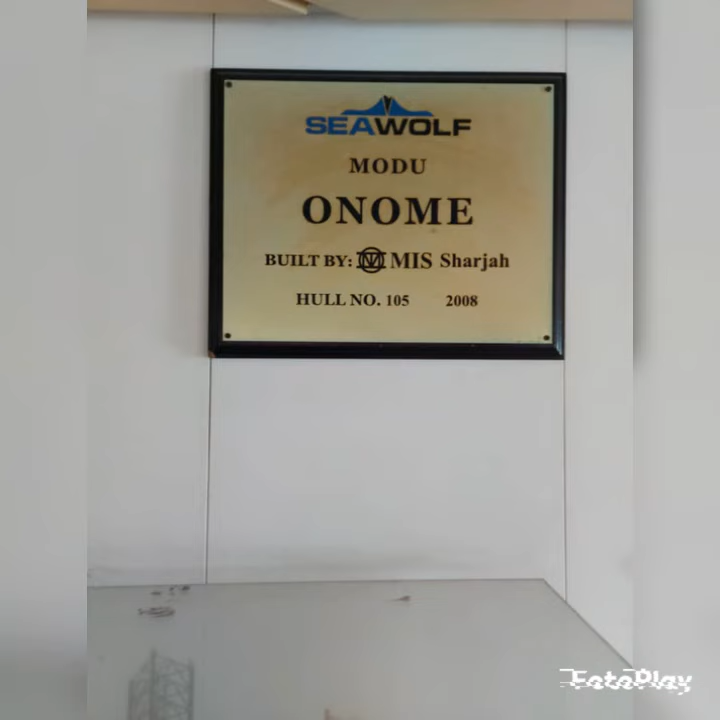 SEAWOLF
MODU
ONOME
BUILT BY: MIS Sharjah
HULL NO. 105 2008
FotoPlay